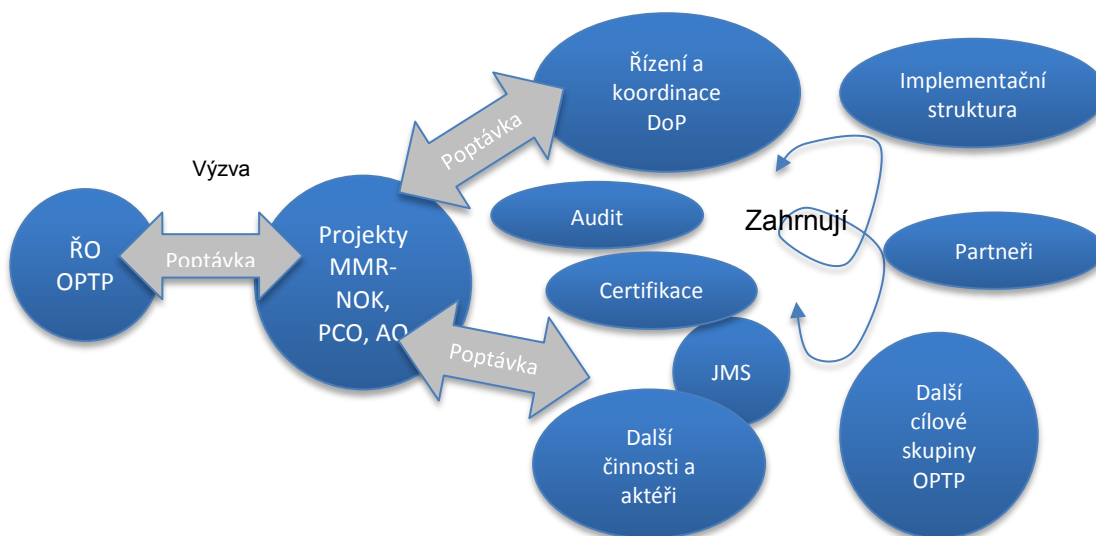 Řízení a
koordinace
DoP
Implementační
struktura
Poptávka
Výzva
Audit
Zahrnují
ŘO
OPTP
Poptávka
Projekty
MMR-
NOK,
PCO, AO
Partneři
Certifikace
Poptávka
JMS
Další
činnosti a
aktéři
Další
cílové
skupiny
OPTP